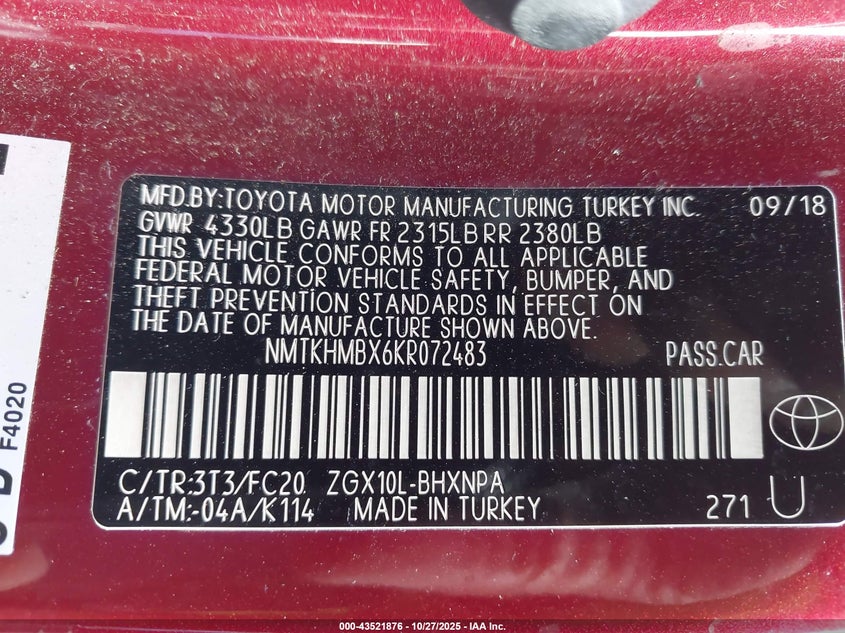 MFD.BY:TOYOTA MOTOR MANUFACTURING TURKEY INC. 09/18
GVWR 4330LB GAWR FR 2315LB RR 2380LB
THIS VEHICLE CONFORMS TO ALL APPLICABLE
FEDERAL MOTOR VEHICLE SAFETY, BUMPER, AND
THEFT PREVENTION STANDARDS IN EFFECT ON
THE DATE OF MANUFACTURE SHOWN ABOVE.
NMTKHMBX6KR072483 PASS.CAR
C/TR:3T3/FC20 ZGX10L-BHXNPA
A/TM:-04A/K114 MADE IN TURKEY 271 U
F4020
000-43521876 - 10/27/2025 - IAA Inc.